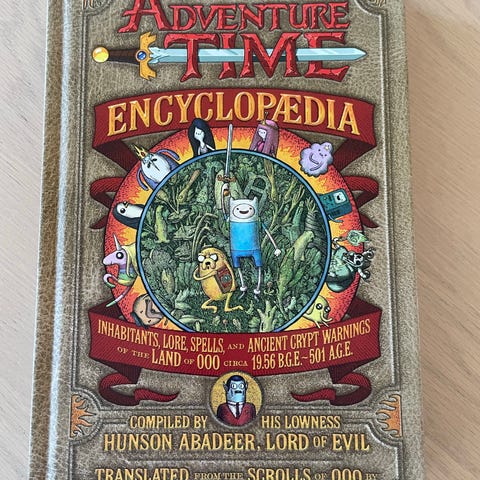 ADVENTURE
TIME
ENCYCLOPÆDIA
INHABITANTS, LORE, SPELLS, AND ANCIENT CRYPT WARNINGS
OF THE LAND OF OOO CIRCA 19.56 B.G.E.~501 A.G.E.
COMPILED BY HIS LOWNESS
HUNSON ABADEER, LORD OF EVIL
TRANSLATED FROM THE SCROLLS OF OOO BY